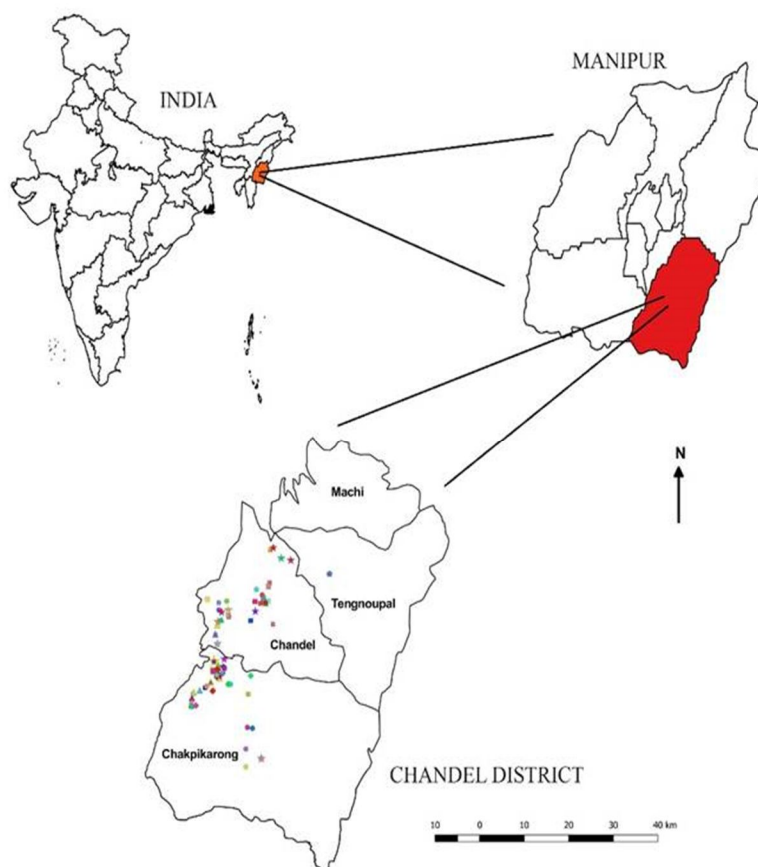 INDIA
MANIPUR
N
Machi
Tengnoupal
Chandel
Chakpikarong
CHANDEL DISTRICT
10 0 10 20 30 40 km